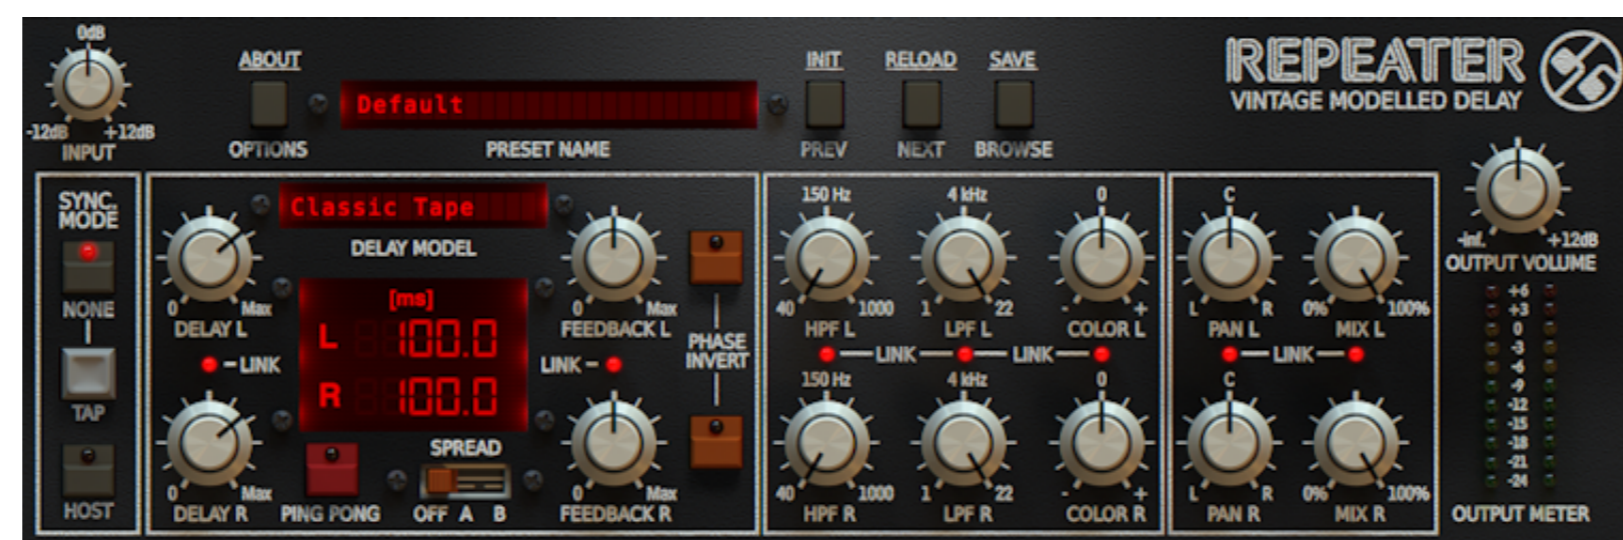 0dB
-12dB +12dB
INPUT
ABOUT
OPTIONS
Default
PRESET NAME
INIT RELOAD SAVE
PREV NEXT BROWSE
REPEATER
VINTAGE MODELLED DELAY
-inf. +12dB
OUTPUT VOLUME
SYNC.
MODE
NONE
TAP
HOST
Classic Tape
DELAY MODEL
0 Max
DELAY L
[ms]
L 100.0
R 100.0
0 Max
FEEDBACK L
LINK
LINK
PHASE
INVERT
0 Max
DELAY R
PING PONG
SPREAD
OFF A B
0 Max
FEEDBACK R
150 Hz 4 kHz 0
40 1000 1 22 - +
HPF L LPF L COLOR L
LINK LINK
150 Hz 4 kHz 0
40 1000 1 22 - +
HPF R LPF R COLOR R
C
L R 0% 100%
PAN L MIX L
LINK
C
L R 0% 100%
PAN R MIX R
+6
+3
0
-3
-6
-9
-12
-15
-18
-21
-24
OUTPUT METER